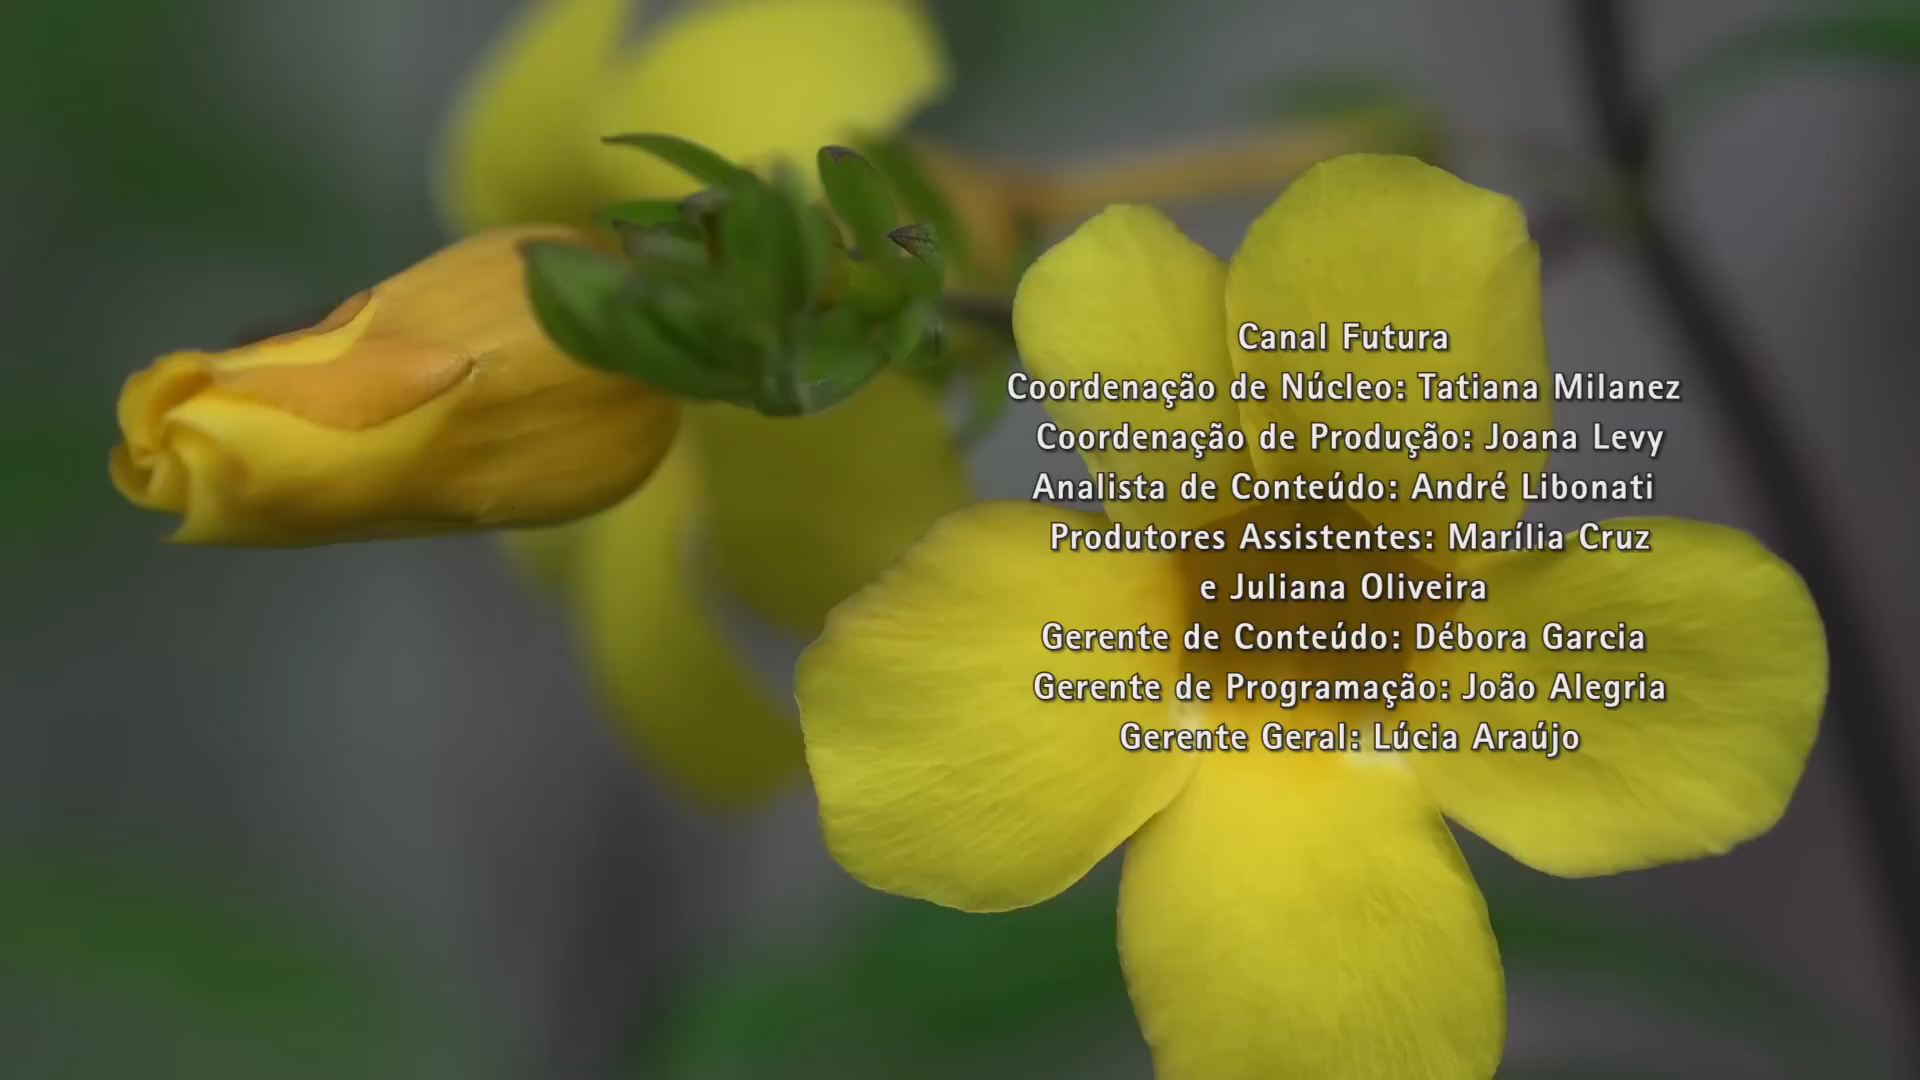 Canal Futura
Coordenação de Núcleo: Tatiana Milanez
Coordenação de Produção: Joana Levy
Analista de Conteúdo: André Libonati
Produtores Assistentes: Marília Cruz
e Juliana Oliveira
Gerente de Conteúdo: Débora Garcia
Gerente de Programação: João Alegria
Gerente Geral: Lúcia Araújo